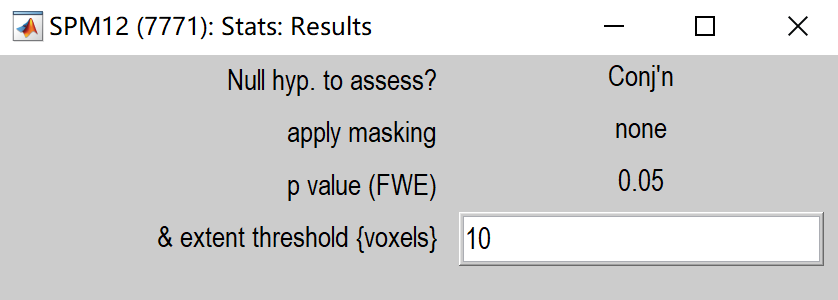 SPM12 (7771): Stats: Results
Null hyp. to assess? Conj'n
apply masking none
p value (FWE) 0.05
& extent threshold {voxels} 10